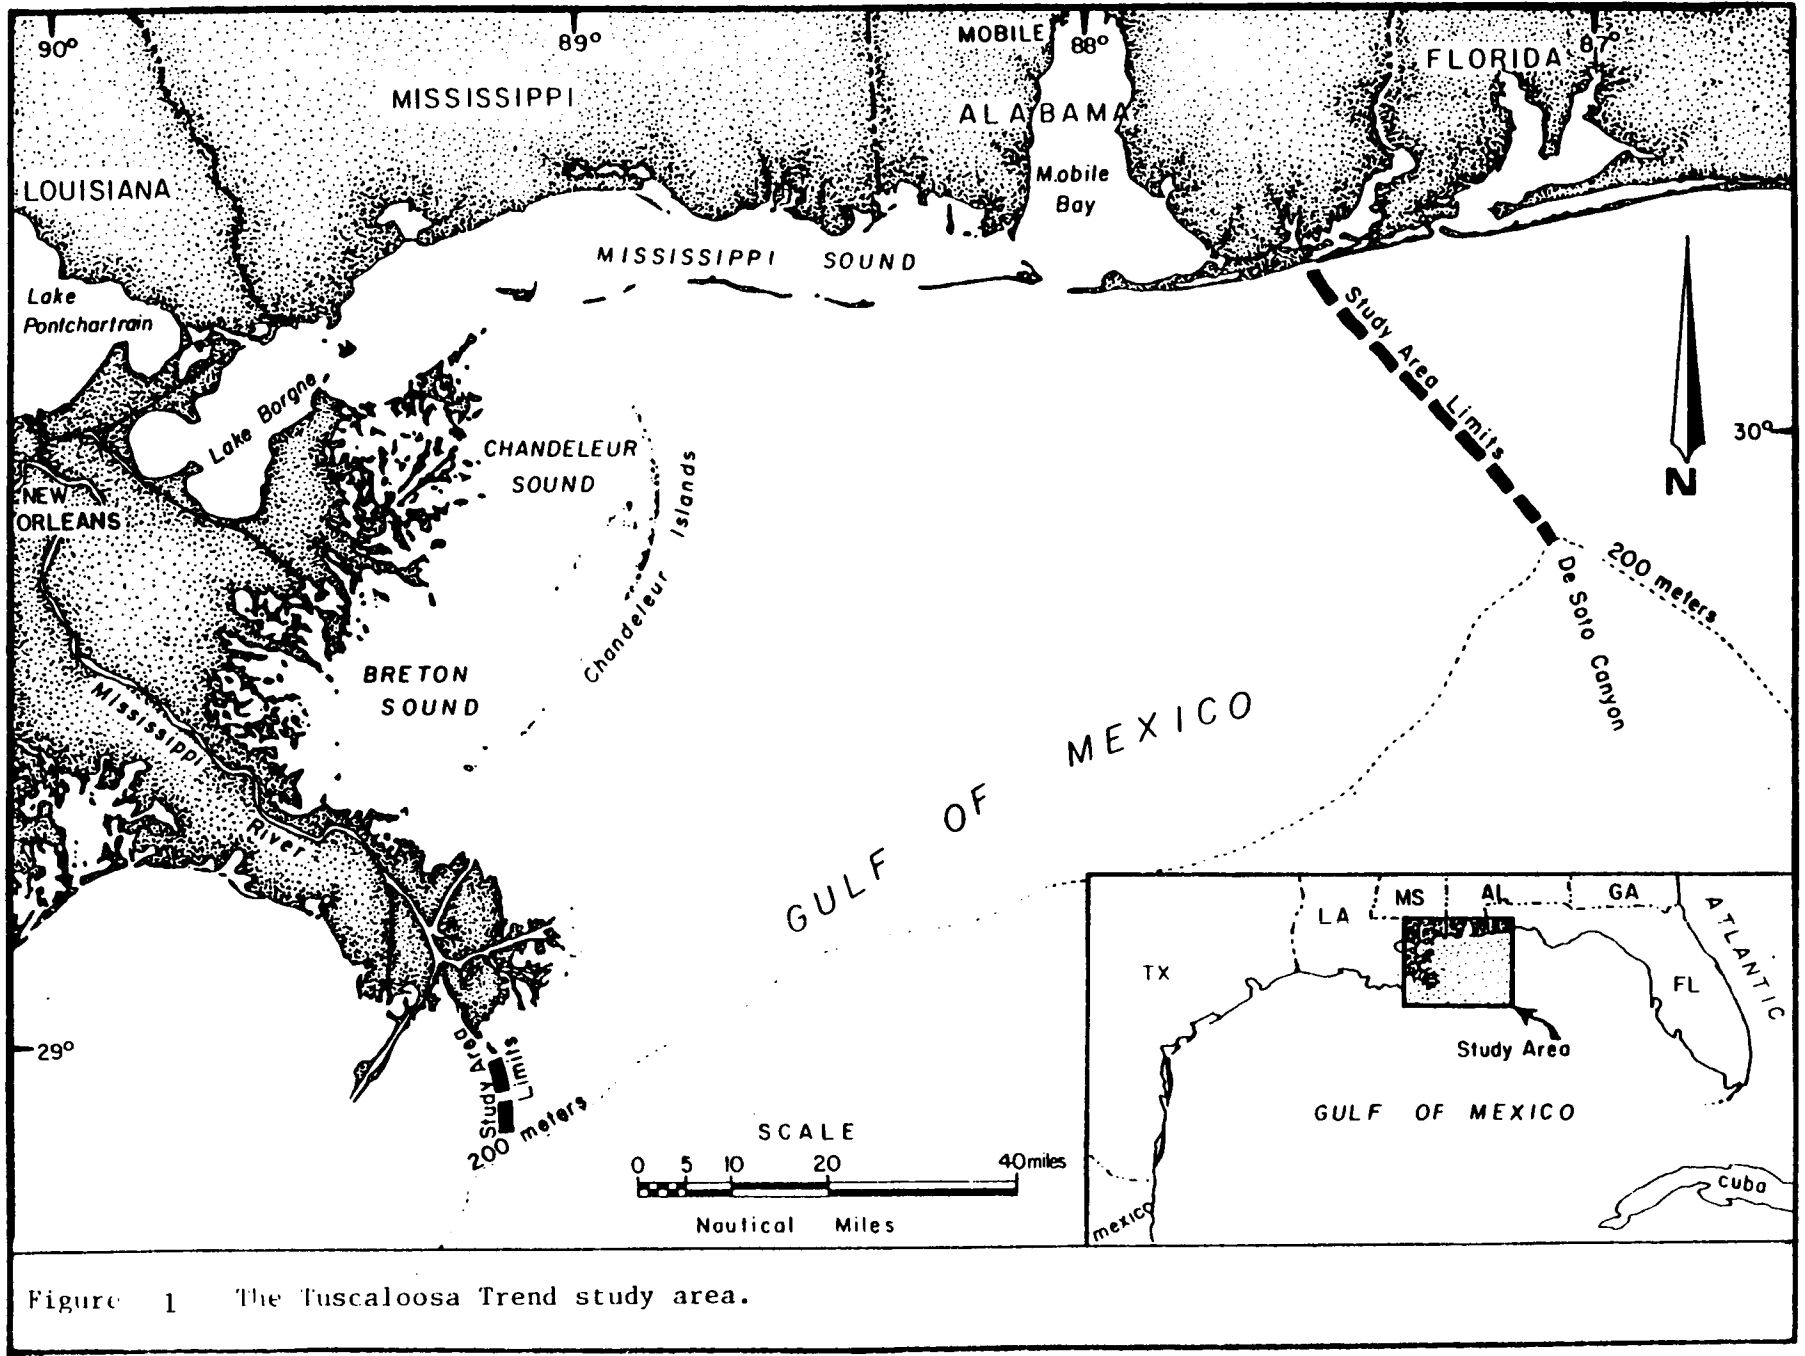 90°
89°
MOBILE
88°
87°
FLORIDA
MISSISSIPPI
ALABAMA
LOUISIANA
Mobile
Bay
MISSISSIPPI SOUND
Lake
Pontchartrain
Study Area Limits
Lake Borgne
30°
CHANDELEUR
SOUND
Chandeleur Islands
N
NEW
ORLEANS
200 meters
De Soto Canyon
BRETON
SOUND
Mississippi River
GULF OF MEXICO
29°
Study Area
Limits
200 meters
SCALE
0 5 10 20 40 miles
Nautical Miles
LA
MS
AL
GA
ATLANTIC
TX
FL
Study Area
GULF OF MEXICO
Cuba
mexico
Figure 1 The Tuscaloosa Trend study area.